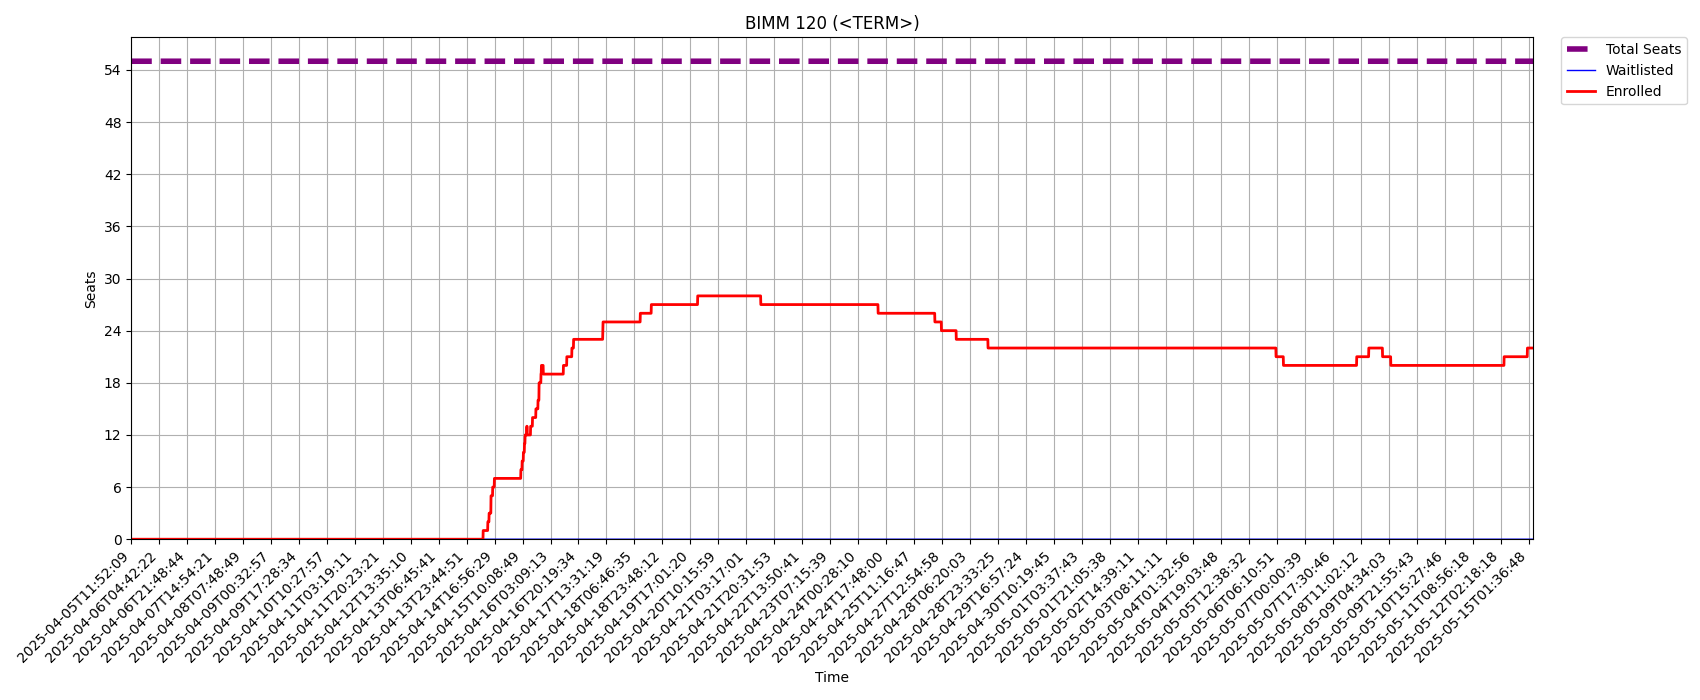 BIMM 120 (<TERM>)
Total Seats
Waitlisted
Enrolled
Seats
54
48
42
36
30
24
18
12
6
0
2025-04-05T11:52:09
2025-04-06T04:42:22
2025-04-06T21:48:44
2025-04-07T14:54:21
2025-04-08T07:48:49
2025-04-09T00:32:57
2025-04-09T17:28:34
2025-04-10T10:27:57
2025-04-11T03:19:11
2025-04-11T20:23:21
2025-04-12T13:35:10
2025-04-13T06:45:41
2025-04-13T23:44:51
2025-04-14T16:56:29
2025-04-15T10:08:49
2025-04-16T03:09:13
2025-04-16T20:19:34
2025-04-17T13:31:19
2025-04-18T06:46:35
2025-04-18T23:48:12
2025-04-19T17:01:20
2025-04-20T10:15:59
2025-04-21T03:17:01
2025-04-21T20:31:53
2025-04-22T13:50:41
2025-04-23T07:15:39
2025-04-24T00:28:10
2025-04-24T17:48:00
2025-04-25T11:16:47
2025-04-27T12:54:58
2025-04-28T06:20:03
2025-04-28T23:33:25
2025-04-29T16:57:24
2025-04-30T10:19:45
2025-05-01T03:37:43
2025-05-01T21:05:38
2025-05-02T14:39:11
2025-05-03T08:11:11
2025-05-04T01:32:56
2025-05-04T19:03:48
2025-05-05T12:38:32
2025-05-06T06:10:51
2025-05-07T00:00:39
2025-05-07T17:30:46
2025-05-08T11:02:12
2025-05-09T04:34:03
2025-05-09T21:55:43
2025-05-10T15:27:46
2025-05-11T08:56:18
2025-05-12T02:18:18
2025-05-15T01:36:48
Time